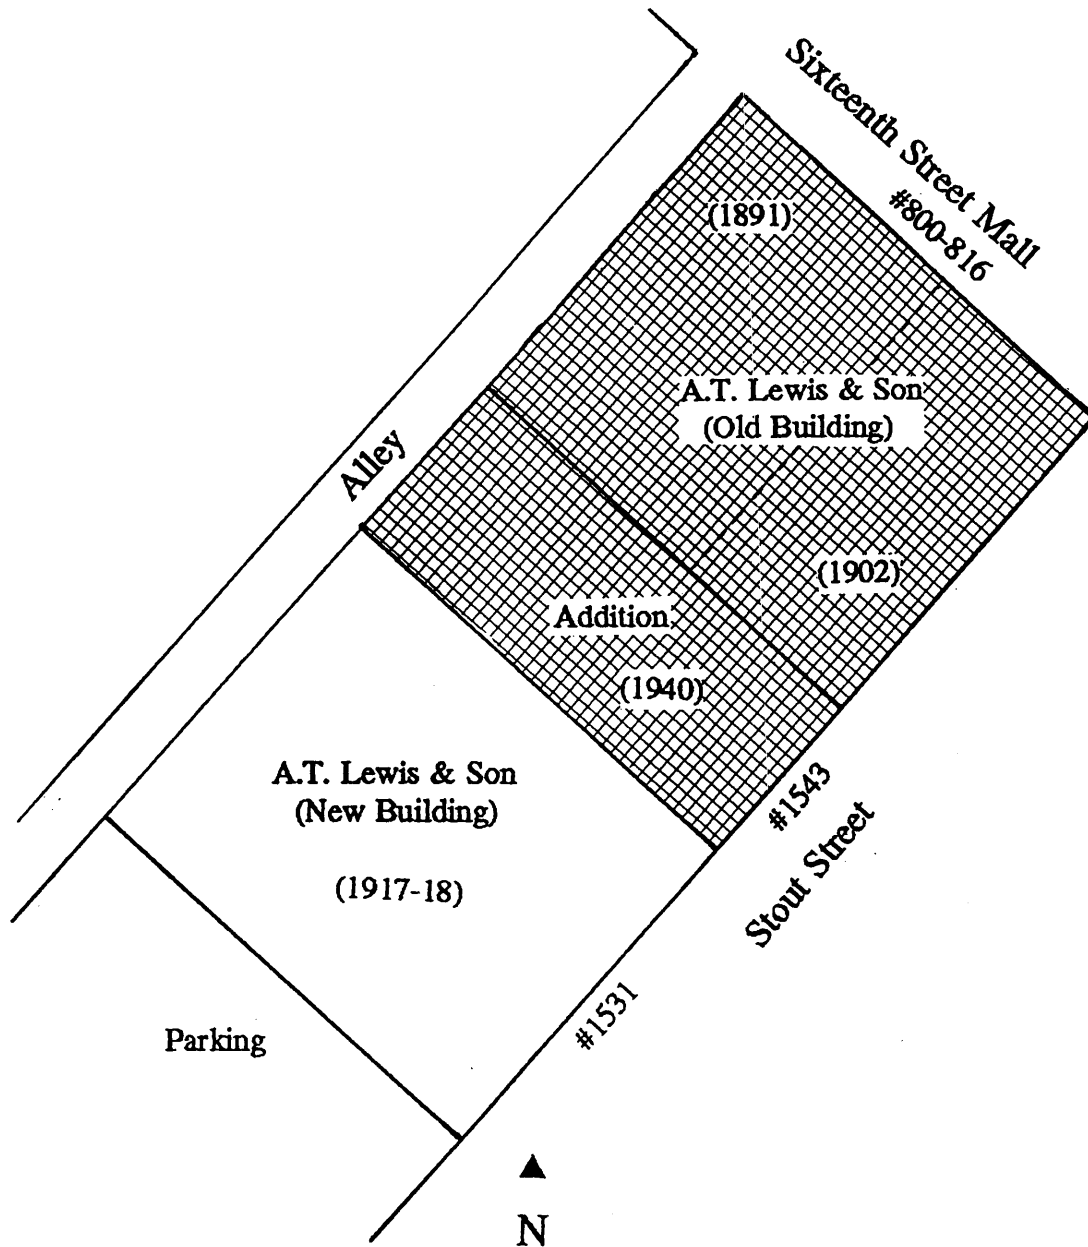 Sixteenth Street Mall
#800-816
(1891)
A.T. Lewis & Son
(Old Building)
Alley
(1902)
Addition
(1940)
A.T. Lewis & Son
(New Building)
(1917-18)
#1543
Stout Street
#1531
Parking
N